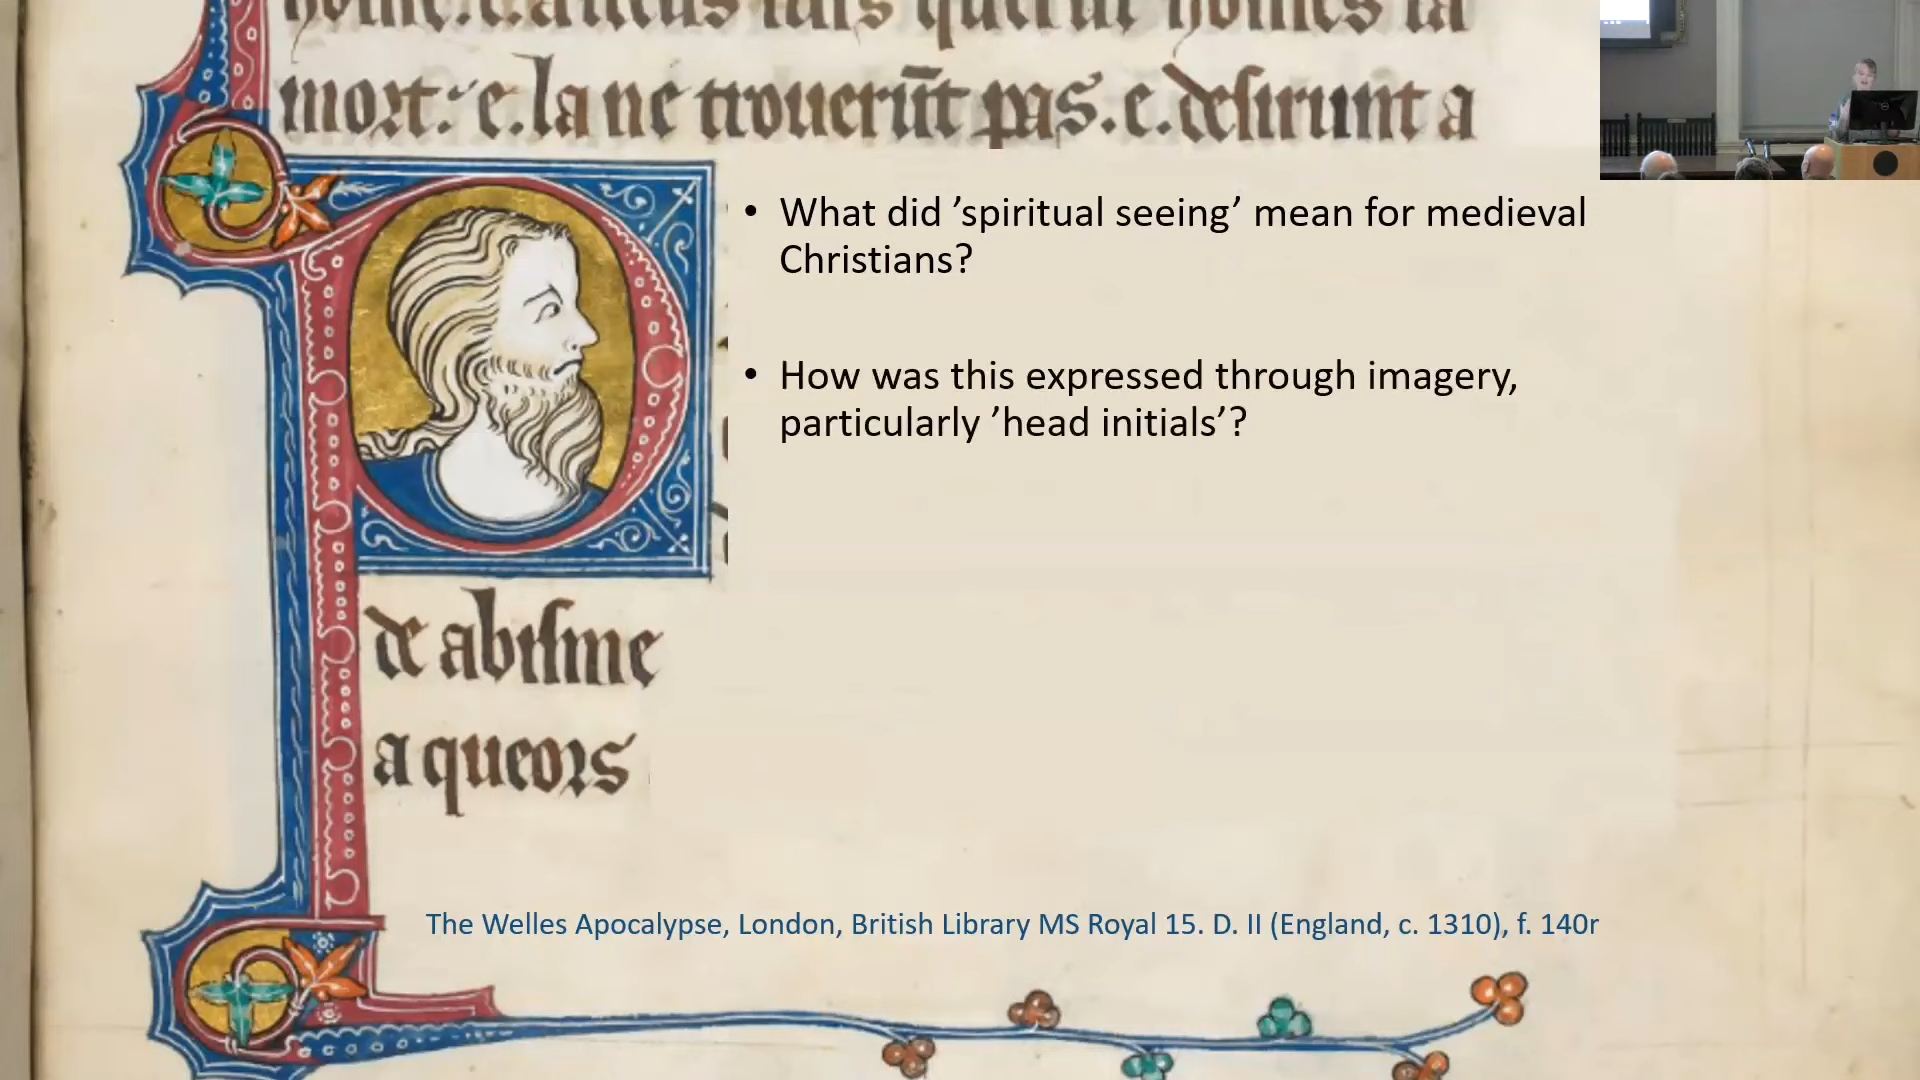 mort: e. la ne trouerūt pas. e. desirunt a
• What did ’spiritual seeing’ mean for medieval
Christians?
• How was this expressed through imagery,
particularly ’head initials’?
de abisme
a queors
The Welles Apocalypse, London, British Library MS Royal 15. D. II (England, c. 1310), f. 140r